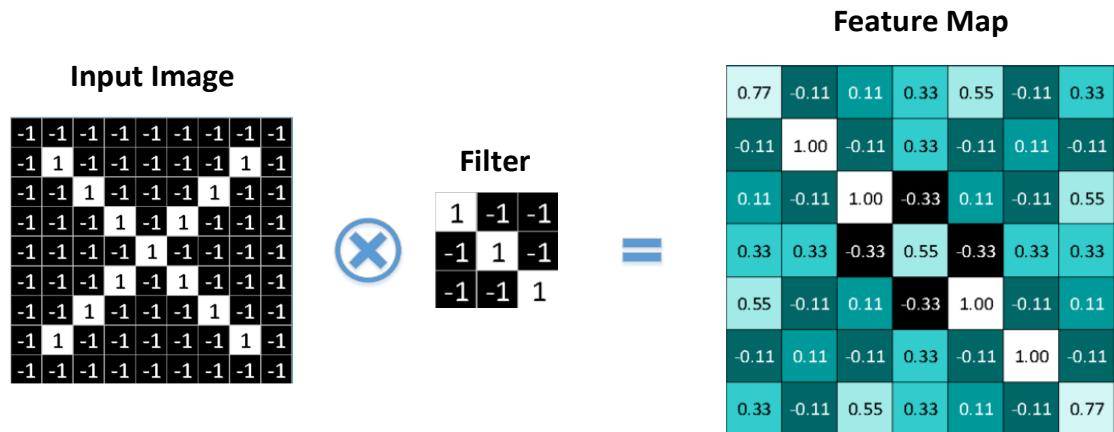 Feature Map
Input Image
Filter
-1 -1 -1 -1 -1 -1 -1 -1 -1
-1 1 -1 -1 -1 -1 -1 1 -1
-1 -1 1 -1 -1 -1 1 -1 -1
-1 -1 -1 1 -1 1 -1 -1 -1
-1 -1 -1 -1 1 -1 -1 -1 -1
-1 -1 -1 1 -1 1 -1 -1 -1
-1 -1 1 -1 -1 -1 1 -1 -1
-1 1 -1 -1 -1 -1 -1 1 -1
-1 -1 -1 -1 -1 -1 -1 -1 -1
1 -1 -1
-1 1 -1
-1 -1 1
=
0.77 -0.11 0.11 0.33 0.55 -0.11 0.33
-0.11 1.00 -0.11 0.33 -0.11 0.11 -0.11
0.11 -0.11 1.00 -0.33 0.11 -0.11 0.55
0.33 0.33 -0.33 0.55 -0.33 0.33 0.33
0.55 -0.11 0.11 -0.33 1.00 -0.11 0.11
-0.11 0.11 -0.11 0.33 -0.11 1.00 -0.11
0.33 -0.11 0.55 0.33 0.11 -0.11 0.77